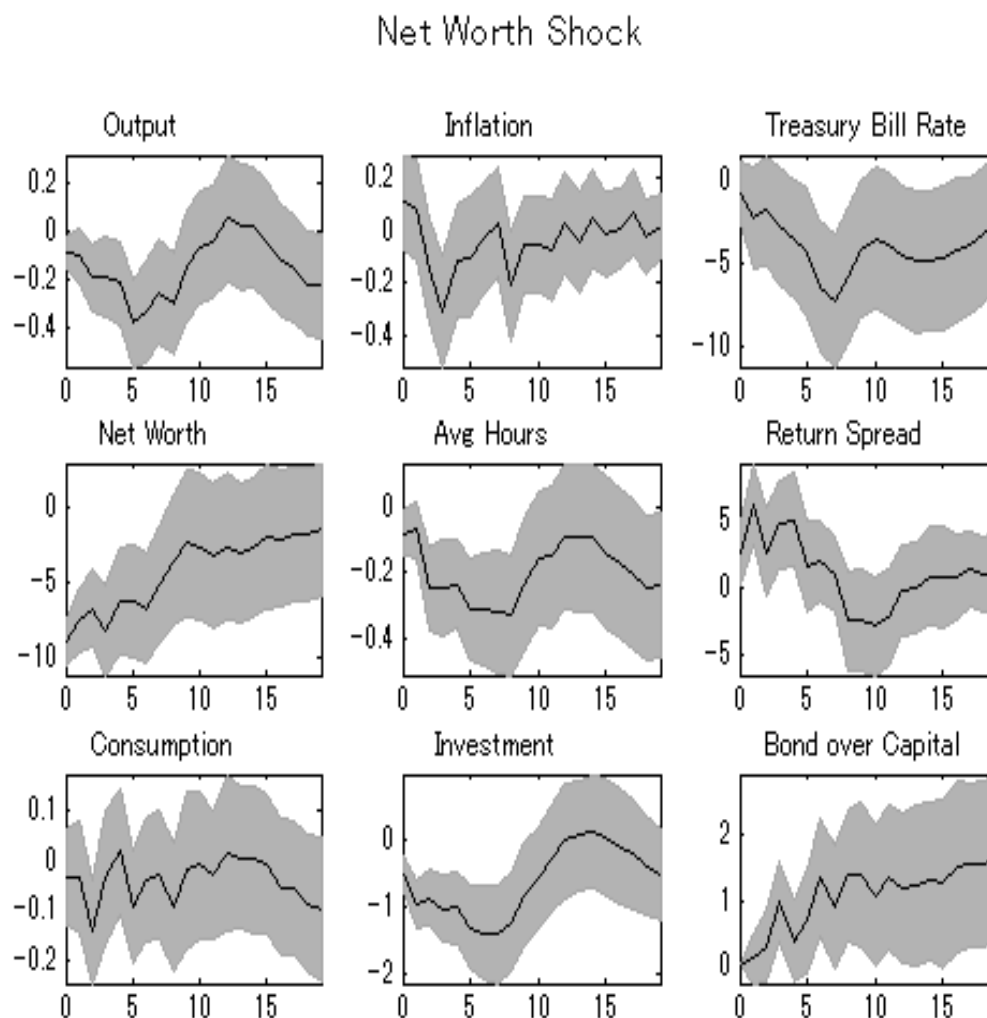 Net Worth Shock
Output Inflation Treasury Bill Rate
0.2 0.2 0
0 0
-0.2 -0.2 -5
-0.4 -0.4 -10
0 5 10 15 0 5 10 15 0 5 10 15
Net Worth Avg Hours Return Spread
0 0 5
-5 -0.2 0
-10 -0.4 -5
0 5 10 15 0 5 10 15 0 5 10 15
Consumption Investment Bond over Capital
0.1 0 2
0
-0.1 -1 1
-0.2 -2 0
0 5 10 15 0 5 10 15 0 5 10 15